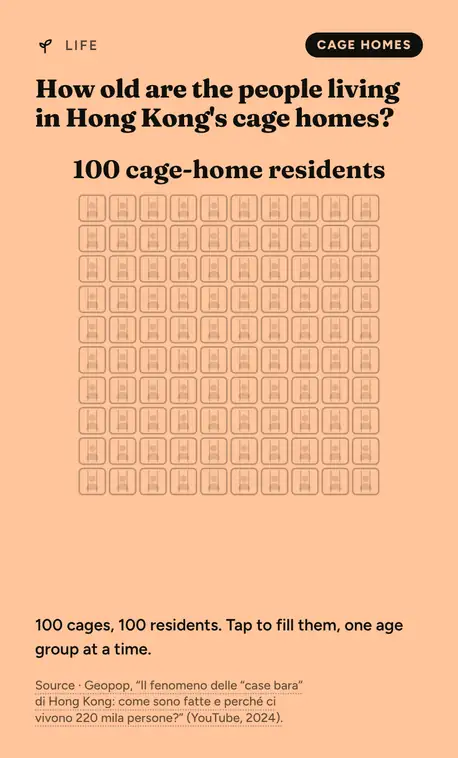 LIFE
CAGE HOMES
How old are the people living
in Hong Kong's cage homes?
100 cage-home residents
100 cages, 100 residents. Tap to fill them, one age
group at a time.
Source · Geopop, “Il fenomeno delle “case bara”
di Hong Kong: come sono fatte e perché ci
vivono 220 mila persone?” (YouTube, 2024).